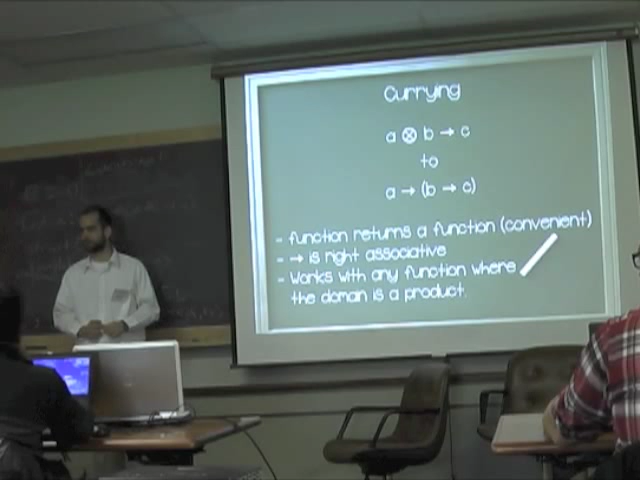 Currying
a ⊗ b → c
to
a → (b → c)
- function returns a function (convenient)
- → is right associative
- Works with any function where
the domain is a product.